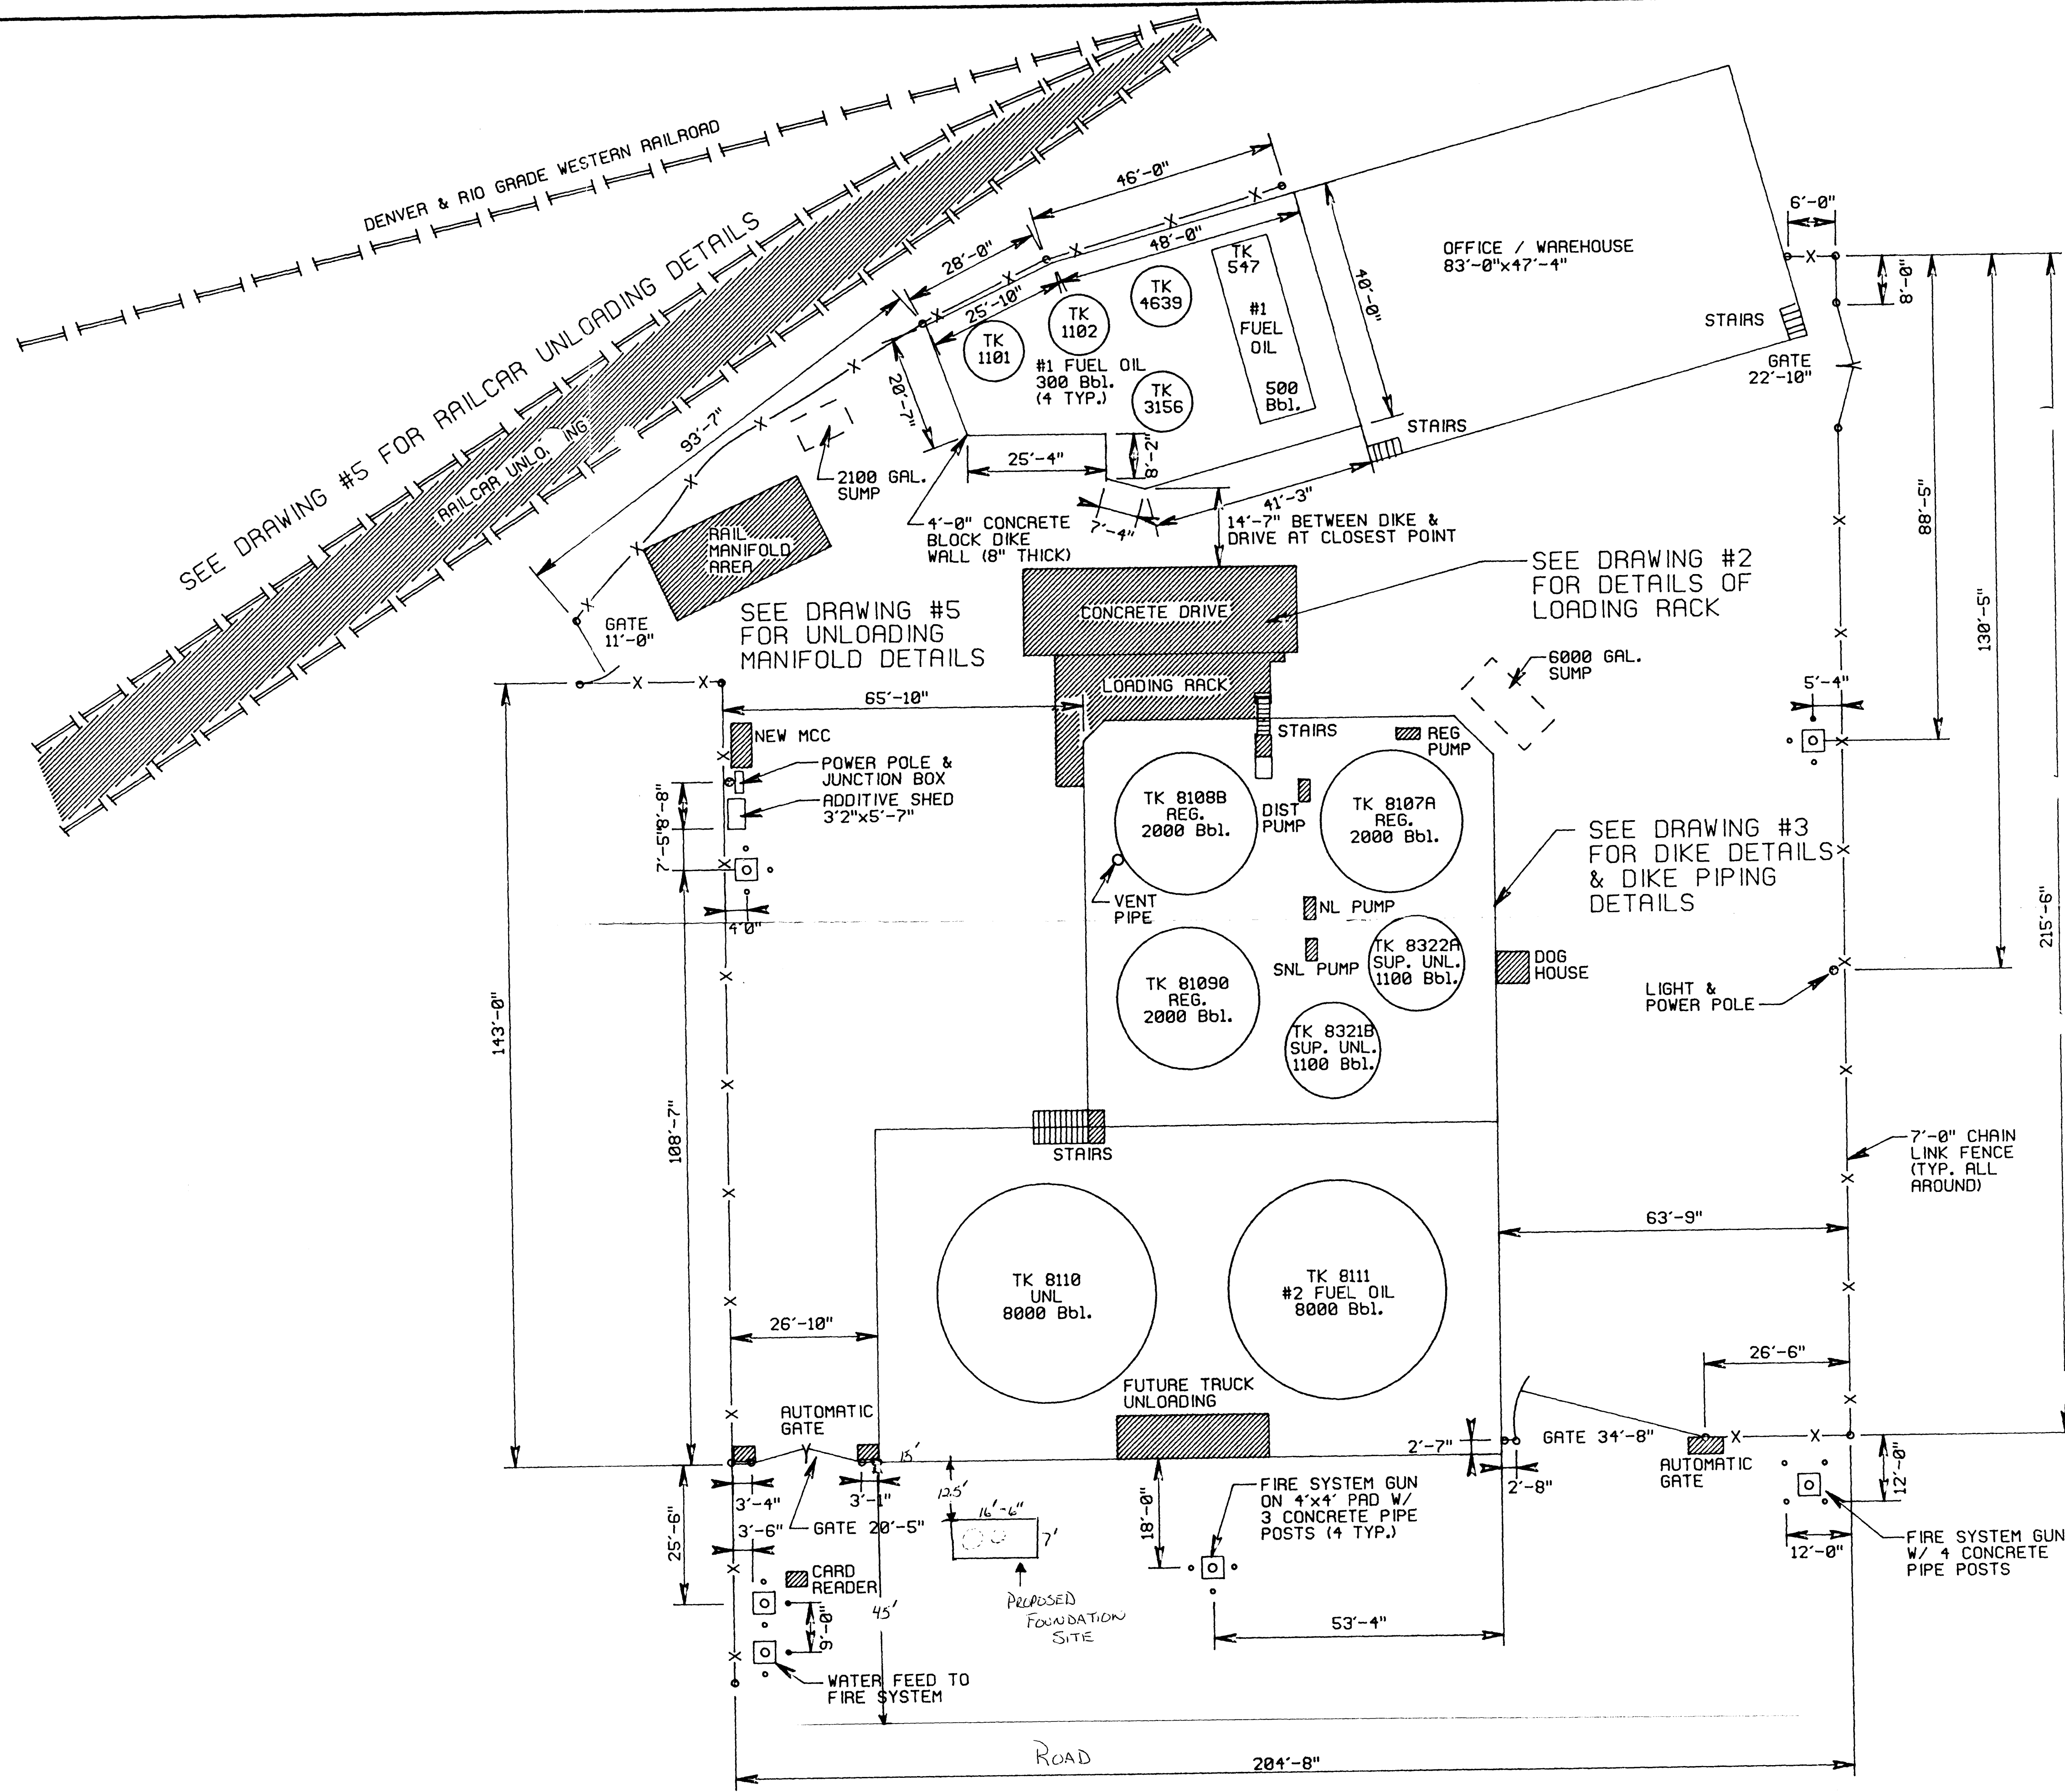 DENVER & RIO GRADE WESTERN RAILROAD
SEE DRAWING #5 FOR RAILCAR UNLOADING DETAILS
RAILCAR UNLO.
ING
46'-0"
48'-0"
28'-0"
25'-10"
93'-7"
20'-7"
TK
1101
TK
1102
TK
4639
TK
3156
#1 FUEL OIL
300 Bbl.
(4 TYP.)
TK
547
#1
FUEL
OIL
500
Bbl.
40'-0"
OFFICE / WAREHOUSE
83'-0"x47'-4"
STAIRS
STAIRS
6'-0"
8'-0"
GATE
22'-10"
88'-5"
130'-5"
215'-6"
2100 GAL.
SUMP
25'-4"
8'-2"
7'-4"
41'-3"
4'-0" CONCRETE
BLOCK DIKE
WALL (8" THICK)
14'-7" BETWEEN DIKE &
DRIVE AT CLOSEST POINT
RAIL
MANIFOLD
AREA
GATE
11'-0"
SEE DRAWING #5
FOR UNLOADING
MANIFOLD DETAILS
CONCRETE DRIVE
LOADING RACK
SEE DRAWING #2
FOR DETAILS OF
LOADING RACK
6000 GAL.
SUMP
5'-4"
65'-10"
NEW MCC
POWER POLE &
JUNCTION BOX
ADDITIVE SHED
3'2"x5'-7"
8'-8"
7'-5"
4'0"
STAIRS
REG
PUMP
TK 8108B
REG.
2000 Bbl.
DIST
PUMP
TK 8107A
REG.
2000 Bbl.
VENT
PIPE
NL PUMP
SNL PUMP
TK 8322A
SUP. UNL.
1100 Bbl.
TK 81090
REG.
2000 Bbl.
TK 8321B
SUP. UNL.
1100 Bbl.
SEE DRAWING #3
FOR DIKE DETAILS
& DIKE PIPING
DETAILS
DOG
HOUSE
LIGHT &
POWER POLE
143'-0"
108'-7"
STAIRS
7'-0" CHAIN
LINK FENCE
(TYP. ALL
AROUND)
63'-9"
TK 8110
UNL
8000 Bbl.
TK 8111
#2 FUEL OIL
8000 Bbl.
26'-10"
26'-6"
FUTURE TRUCK
UNLOADING
AUTOMATIC
GATE
15'
2'-7"
GATE 34'-8"
AUTOMATIC
GATE
2'-8"
12'-0"
12'-0"
3'-4"
3'-1"
12.5'
3'-6"
GATE 20'-5"
16'-6"
7'
25'-6"
18'-0"
FIRE SYSTEM GUN
ON 4'x4' PAD W/
3 CONCRETE PIPE
POSTS (4 TYP.)
FIRE SYSTEM GUN
W/ 4 CONCRETE
PIPE POSTS
CARD
READER
9'-0"
45'
PROPOSED
FOUNDATION
SITE
53'-4"
WATER FEED TO
FIRE SYSTEM
ROAD
204'-8"